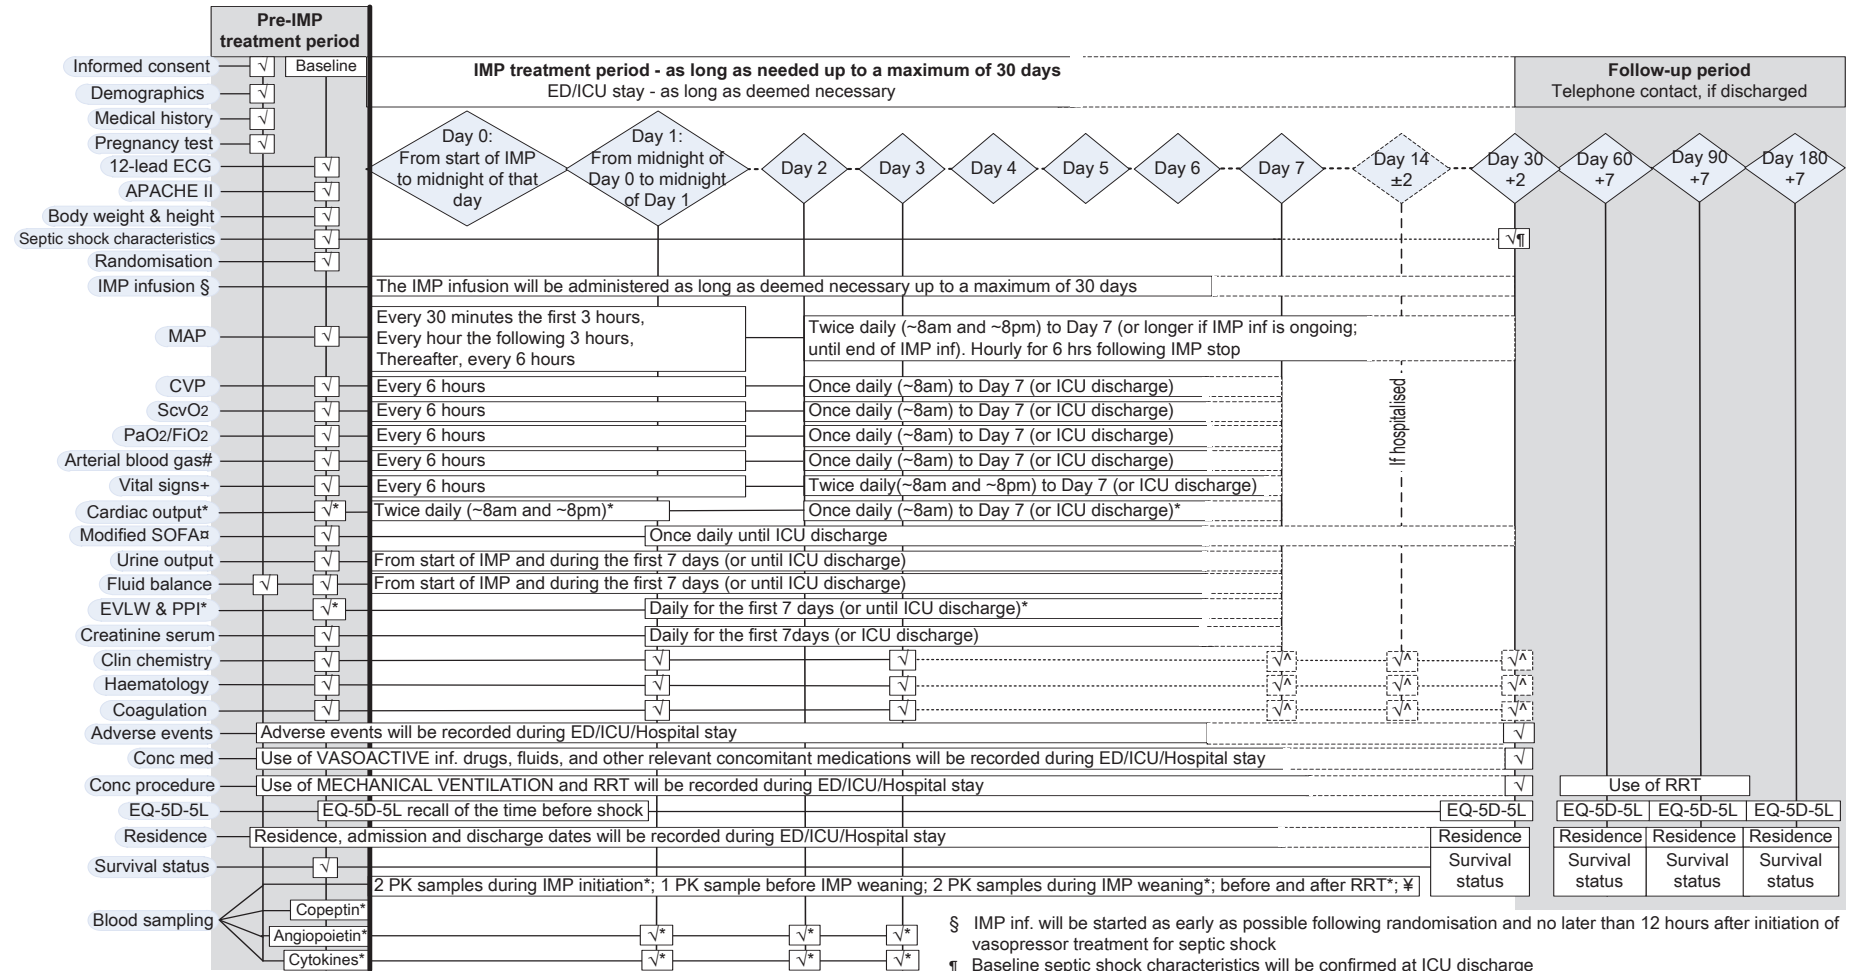 Pre-IMP
treatment period
Informed consent √ Baseline
IMP treatment period - as long as needed up to a maximum of 30 days
ED/ICU stay - as long as deemed necessary
Follow-up period
Telephone contact, if discharged
Demographics √
Medical history √
Pregnancy test √
Day 0:
From start of IMP
to midnight of that
day
Day 1:
From midnight of
Day 0 to midnight
of Day 1
Day 2
Day 3
Day 4
Day 5
Day 6
Day 7
Day 14
±2
Day 30
+2
Day 60
+7
Day 90
+7
Day 180
+7
12-lead ECG √
APACHE II √
Body weight & height √
Septic shock characteristics √ √¶
Randomisation √
IMP infusion § The IMP infusion will be administered as long as deemed necessary up to a maximum of 30 days
MAP √
Every 30 minutes the first 3 hours,
Every hour the following 3 hours,
Thereafter, every 6 hours
Twice daily (~8am and ~8pm) to Day 7 (or longer if IMP inf is ongoing;
until end of IMP inf). Hourly for 6 hrs following IMP stop
If hospitalised
CVP √ Every 6 hours Once daily (~8am) to Day 7 (or ICU discharge)
ScvO2 √ Every 6 hours Once daily (~8am) to Day 7 (or ICU discharge)
PaO2/FiO2 √ Every 6 hours Once daily (~8am) to Day 7 (or ICU discharge)
Arterial blood gas# √ Every 6 hours Once daily (~8am) to Day 7 (or ICU discharge)
Vital signs+ √ Every 6 hours Twice daily(~8am and ~8pm) to Day 7 (or ICU discharge)
Cardiac output* √* Twice daily (~8am and ~8pm)* Once daily (~8am) to Day 7 (or ICU discharge)*
Modified SOFA¤ √ Once daily until ICU discharge
Urine output √ From start of IMP and during the first 7 days (or until ICU discharge)
Fluid balance √ √ From start of IMP and during the first 7 days (or until ICU discharge)
EVLW & PPI* √* Daily for the first 7 days (or until ICU discharge)*
Creatinine serum √ Daily for the first 7days (or ICU discharge)
Clin chemistry √ √ √ √^ √^ √^
Haematology √ √ √ √^ √^ √^
Coagulation √ √ √ √^ √^ √^
Adverse events Adverse events will be recorded during ED/ICU/Hospital stay √
Conc med Use of VASOACTIVE inf. drugs, fluids, and other relevant concomitant medications will be recorded during ED/ICU/Hospital stay √
Conc procedure Use of MECHANICAL VENTILATION and RRT will be recorded during ED/ICU/Hospital stay √ Use of RRT
EQ-5D-5L EQ-5D-5L recall of the time before shock EQ-5D-5L EQ-5D-5L EQ-5D-5L EQ-5D-5L
Residence Residence, admission and discharge dates will be recorded during ED/ICU/Hospital stay Residence Residence Residence Residence
Survival status √ Survival status Survival status Survival status Survival status
2 PK samples during IMP initiation*; 1 PK sample before IMP weaning; 2 PK samples during IMP weaning*; before and after RRT*; ¥
Blood sampling
Copeptin*
Angiopoietin* √* √* √*
Cytokines* √* √* √*
§ IMP inf. will be started as early as possible following randomisation and no later than 12 hours after initiation of
vasopressor treatment for septic shock
¶ Baseline septic shock characteristics will be confirmed at ICU discharge